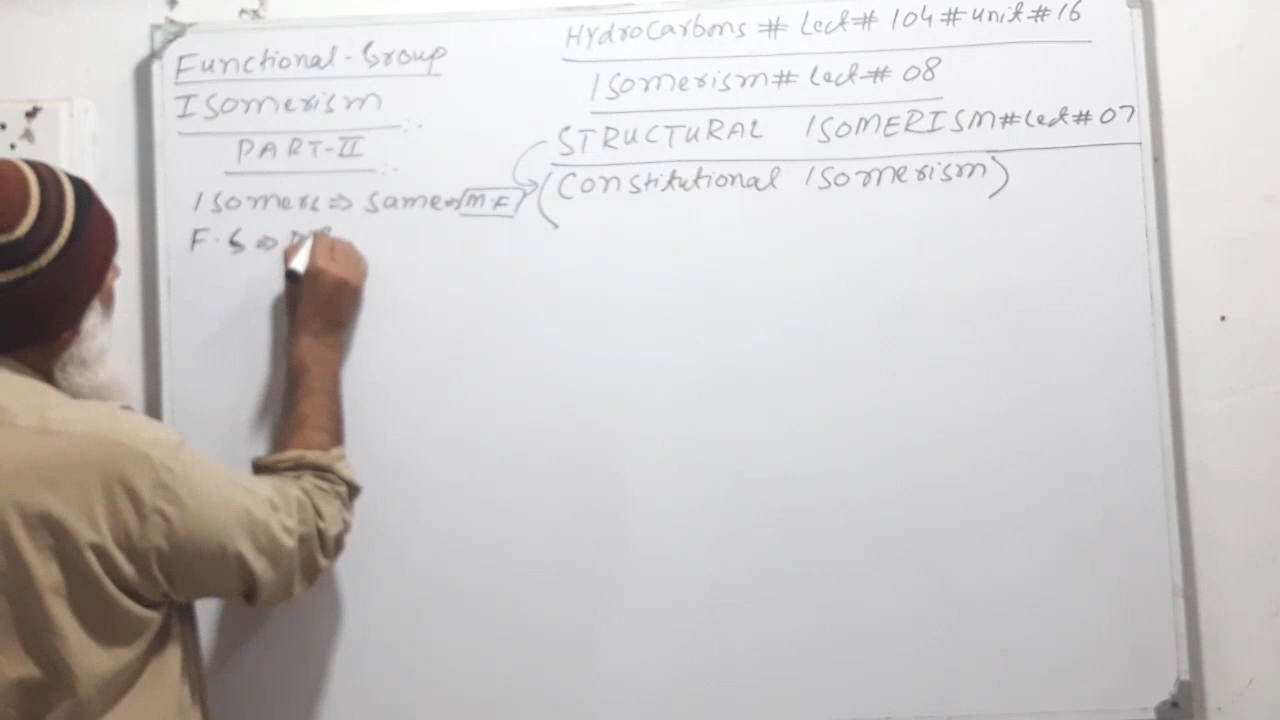 Functional-Group
Isomerism
PART-II
Isomers ⇒ Same⇒ M.F
F.G ⇒
HydroCarbons # Lect# 104 # unit #16
Isomerism# Lect# 08
STRUCTURAL ISOMERISM#Lect#07
(Constitutional Isomerism)